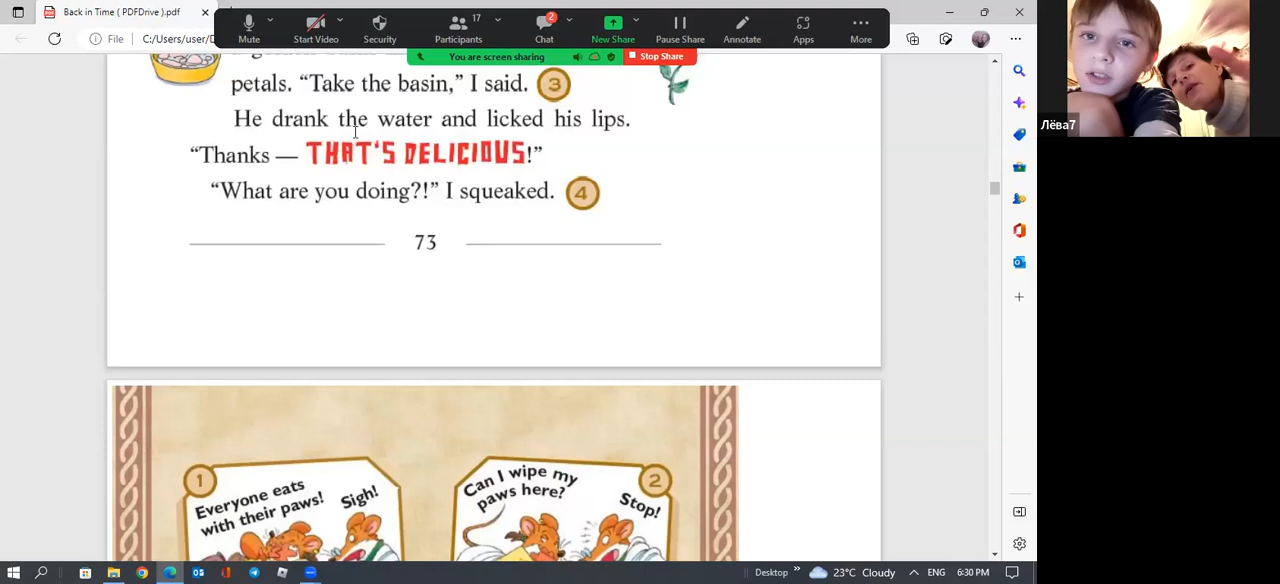 Back in Time ( PDFDrive ).pdf
File
C:/Users/user/D
Mute
Start Video
Security
17
Participants
2
Chat
New Share
Pause Share
Annotate
Apps
More
You are screen sharing
Stop Share
Лёва7
petals. “Take the basin,” I said. 3
He drank the water and licked his lips.
“Thanks — THAT'S DELICIOUS!”
“What are you doing?!” I squeaked. 4
73
1
Everyone eats
with their paws!
Sigh!
Can I wipe my
paws here?
2
Stop!
Desktop
23°C Cloudy
ENG
6:30 PM